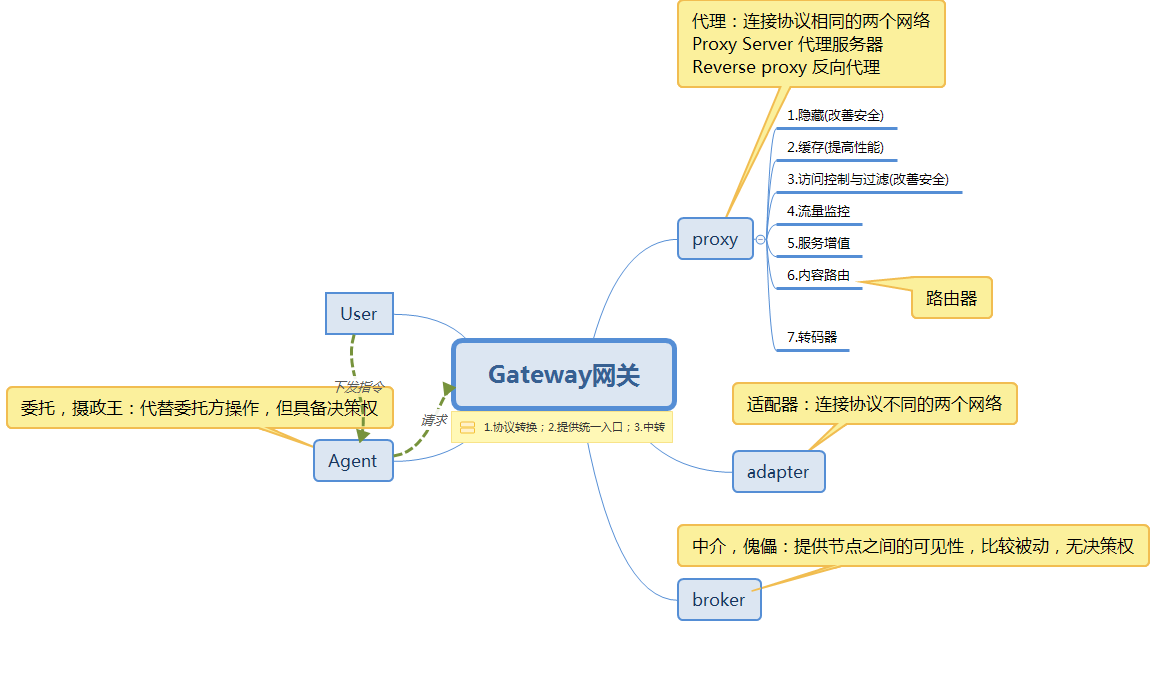 代理：连接协议相同的两个网络
Proxy Server 代理服务器
Reverse proxy 反向代理
1.隐藏(改善安全)
2.缓存(提高性能)
3.访问控制与过滤(改善安全)
4.流量监控
proxy
5.服务增值
6.内容路由
路由器
7.转码器
User
Gateway网关
1.协议转换；2.提供统一入口；3.中转
下发指令
请求
委托，摄政王：代替委托方操作，但具备决策权
Agent
适配器：连接协议不同的两个网络
adapter
中介，傀儡：提供节点之间的可见性，比较被动，无决策权
broker